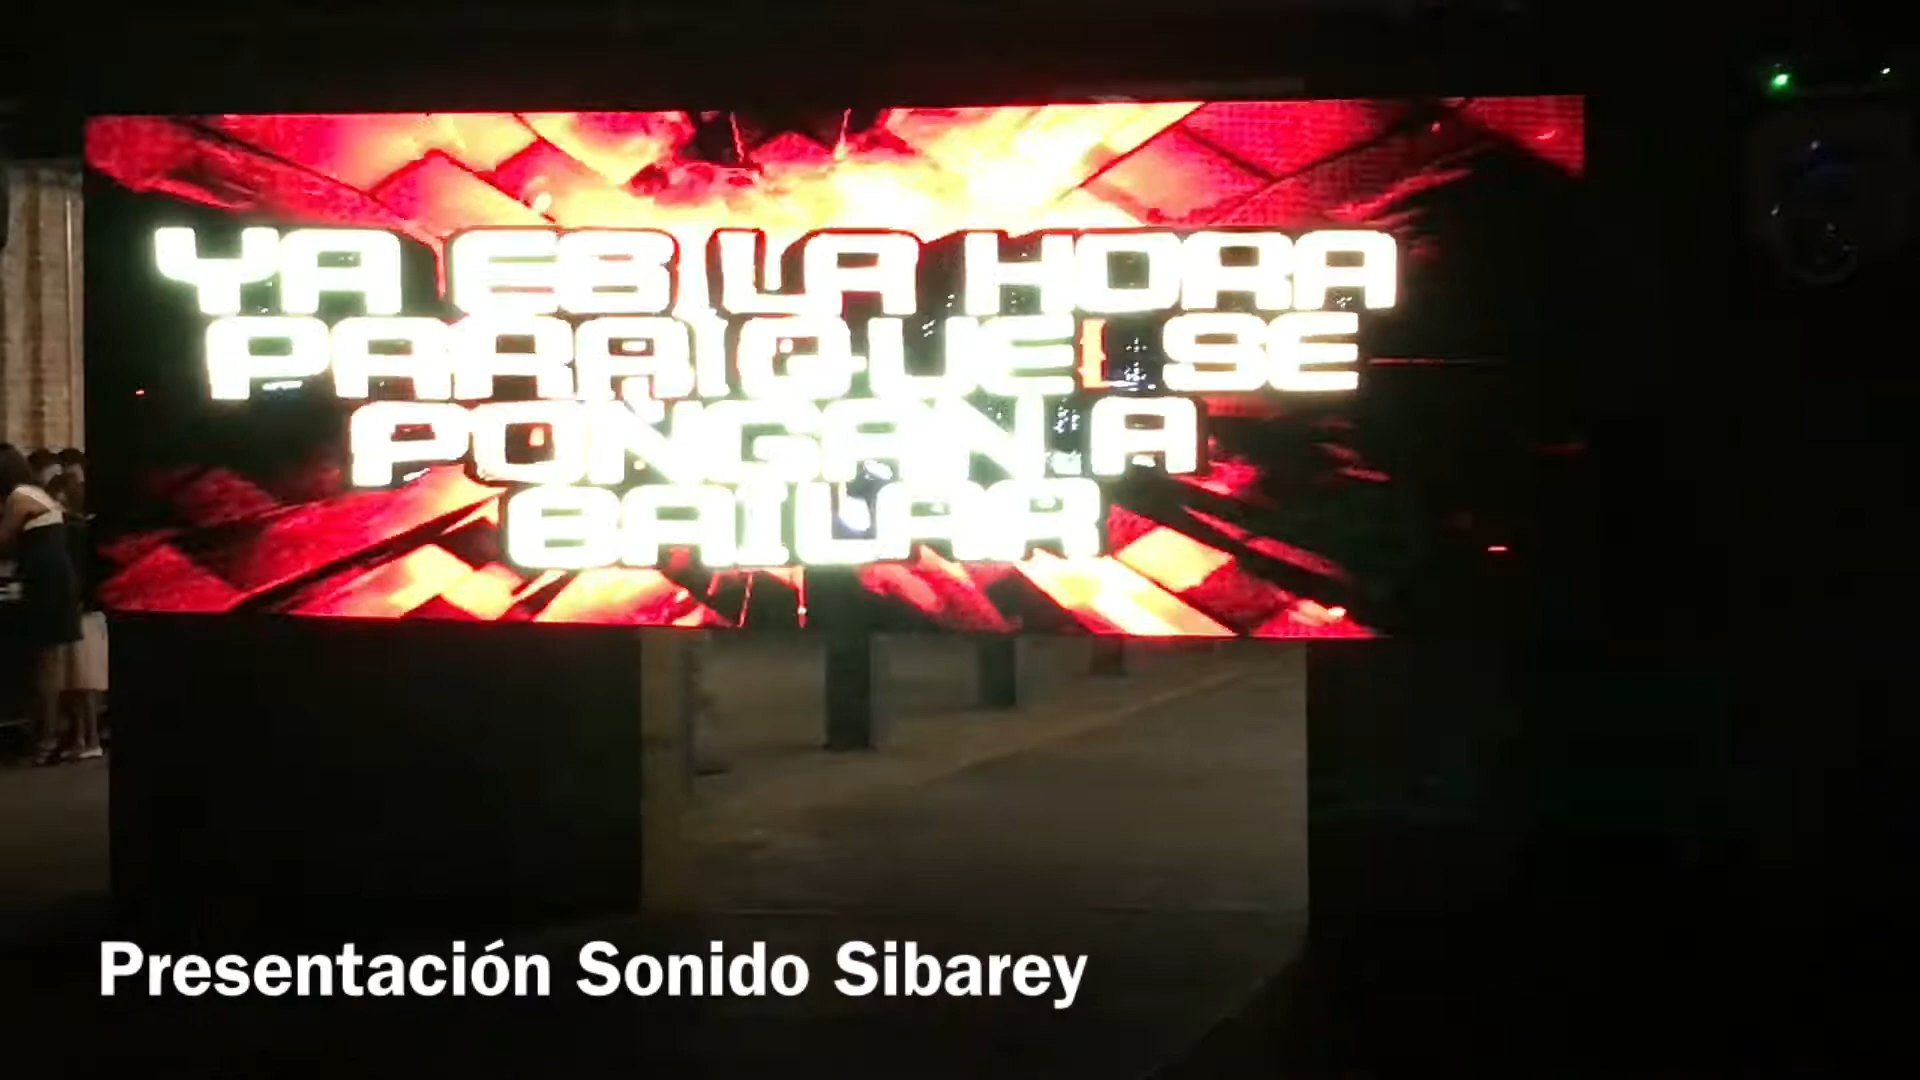 YA ES LA HORA
PARA QUE SE
PONGAN A
BAILAR
Presentación Sonido Sibarey